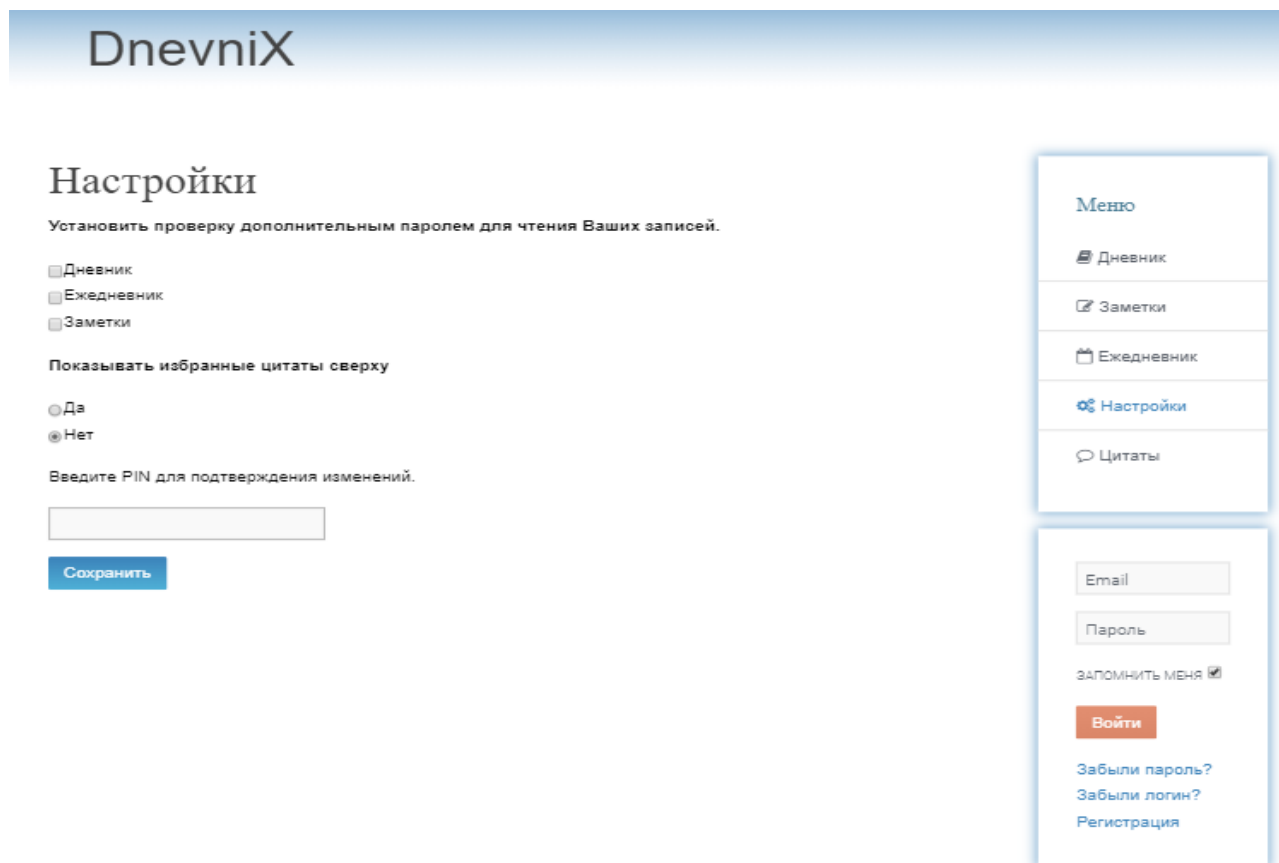 DnevniX
Настройки
Установить проверку дополнительным паролем для чтения Ваших записей.
Дневник
Ежедневник
Заметки
Показывать избранные цитаты сверху
Да
Нет
Введите PIN для подтверждения изменений.
Сохранить
Меню
Дневник
Заметки
Ежедневник
Настройки
Цитаты
Email
Пароль
ЗАПОМНИТЬ МЕНЯ
Войти
Забыли пароль?
Забыли логин?
Регистрация